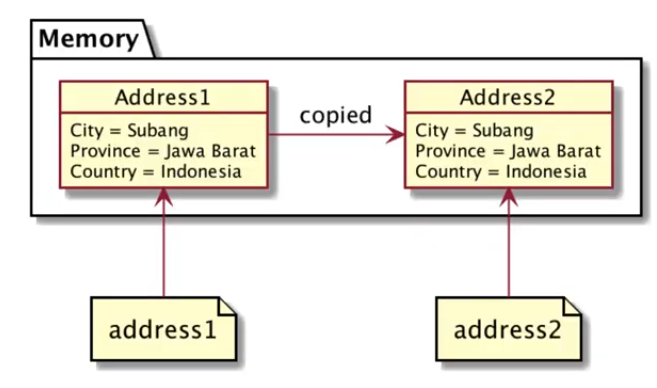 Memory
Address1
City = Subang
Province = Jawa Barat
Country = Indonesia
copied
Address2
City = Subang
Province = Jawa Barat
Country = Indonesia
address1
address2